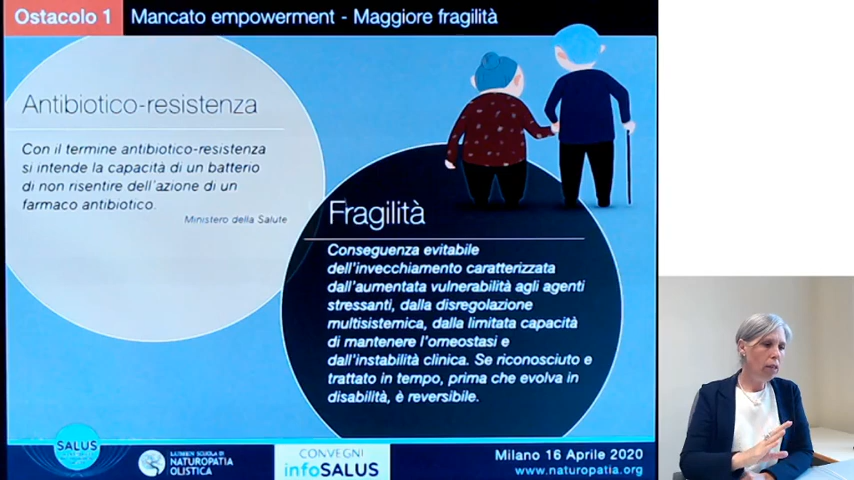 Ostacolo 1 Mancato empowerment - Maggiore fragilità
Antibiotico-resistenza
Con il termine antibiotico-resistenza
si intende la capacità di un batterio
di non risentire dell'azione di un
farmaco antibiotico.
Ministero della Salute
Fragilità
Conseguenza evitabile
dell'invecchiamento caratterizzata
dall'aumentata vulnerabilità agli agenti
stressanti, dalla disregolazione
multisistemica, dalla limitata capacità
di mantenere l'omeostasi e
dall'instabilità clinica. Se riconosciuto e
trattato in tempo, prima che evolva in
disabilità, è reversibile.
SALUS
NATUROPATIA
OLISTICA
CONVEGNI
infoSALUS
Milano 16 Aprile 2020
www.naturopatia.org